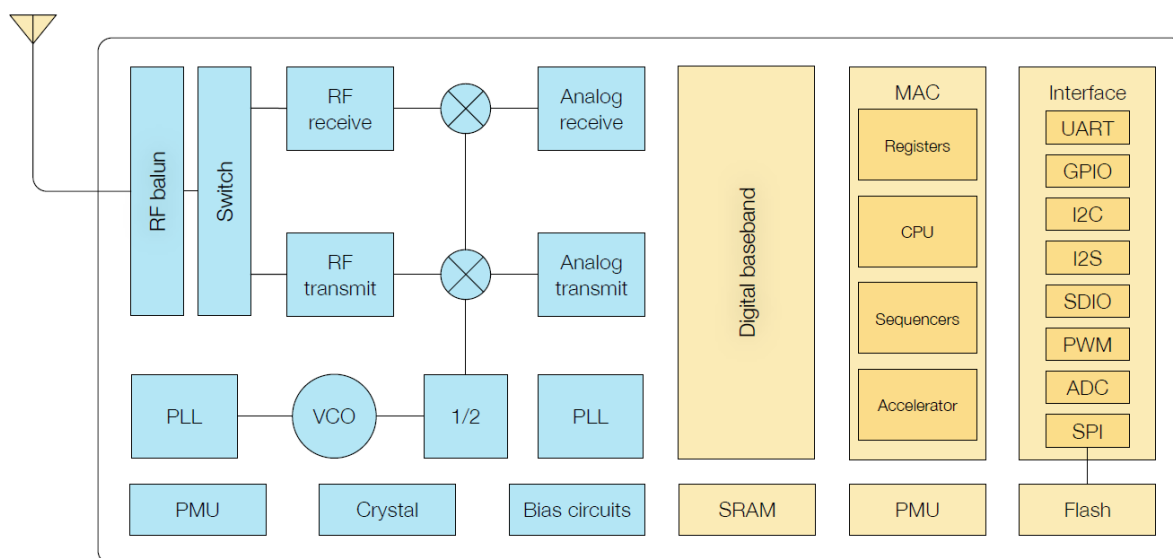 RF balun
Switch
RF
receive
Analog
receive
RF
transmit
Analog
transmit
PLL
VCO
1/2
PLL
PMU
Crystal
Bias circuits
Digital baseband
SRAM
MAC
Registers
CPU
Sequencers
Accelerator
PMU
Interface
UART
GPIO
I2C
I2S
SDIO
PWM
ADC
SPI
Flash